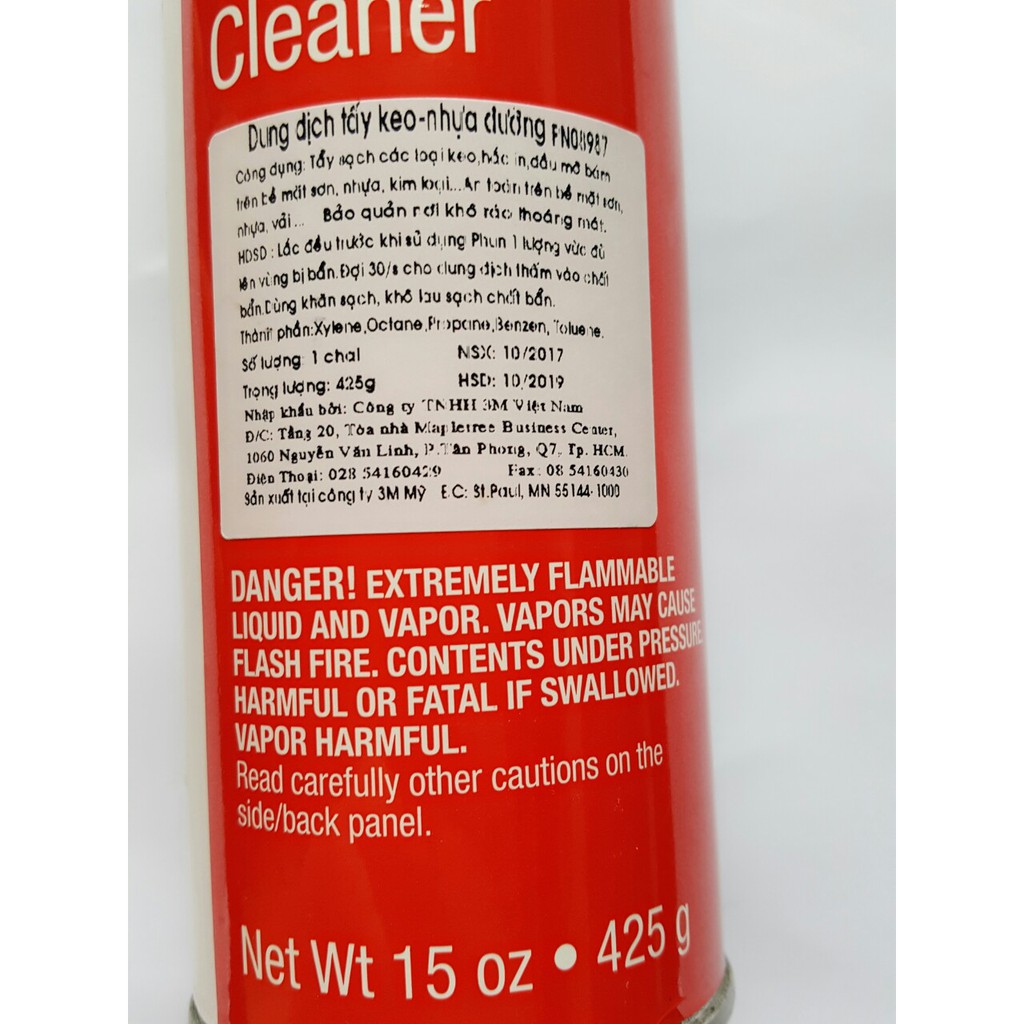 Cleaner
Dung dịch tẩy keo-nhựa đường FN08987
Công dụng: Tẩy sạch các loại keo, hắc ín, dầu mỡ bám
trên bề mặt sơn, nhựa, kim loại...An toàn trên bề mặt sơn,
nhựa, vải... Bảo quản nơi khô ráo thoáng mát.
HDSD : Lắc đều trước khi sử dụng Phun 1 lượng vừa đủ
lên vùng bị bẩn.Đợi 30/s cho dung dịch thấm vào chất
bẩn.Dùng khăn sạch, khô lau sạch chất bẩn.
Thành phần:Xylene,Octane,Propane,Benzen, Toluene.
Số lượng: 1 chai NSX: 10/2017
Trọng lượng: 425g HSD: 10/2019
Nhập khẩu bởi: Công ty TNHH 3M Việt Nam
Đ/C: Tầng 20, Tòa nhà Mapletree Business Center,
1060 Nguyễn Văn Linh, P.Tân Phong, Q7, Tp. HCM.
Điện Thoại: 028 54160429 Fax: 08 54160430
Sản xuất tại công ty 3M Mỹ Đ.C: St.Paul, MN 55144-1000
DANGER! EXTREMELY FLAMMABLE
LIQUID AND VAPOR. VAPORS MAY CAUSE
FLASH FIRE. CONTENTS UNDER PRESSURE.
HARMFUL OR FATAL IF SWALLOWED.
VAPOR HARMFUL.
Read carefully other cautions on the
side/back panel.
Net Wt 15 oz • 425 g